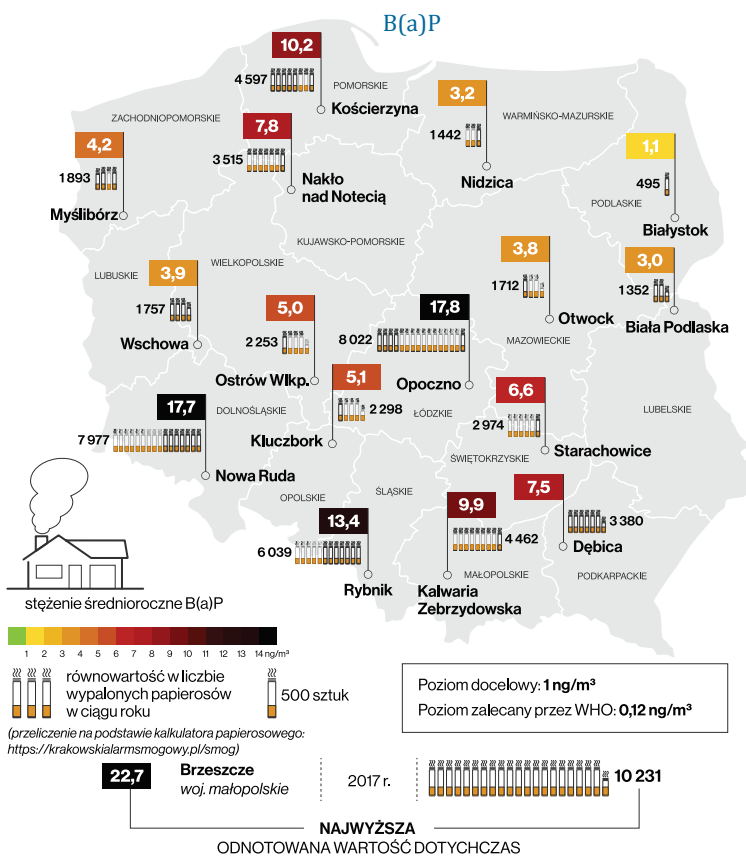 B(a)P
10,2
4 597
POMORSKIE
Kościerzyna
3,2
1 442
WARMIŃSKO-MAZURSKIE
Nidzica
ZACHODNIOPOMORSKIE
7,8
3 515
Nakło
nad Notecią
4,2
1 893
Myślibórz
1,1
495
PODLASKIE
Białystok
KUJAWSKO-POMORSKIE
LUBUSKIE
WIELKOPOLSKIE
3,9
1 757
Wschowa
3,8
1 712
Otwock
MAZOWIECKIE
3,0
1 352
Biała Podlaska
5,0
2 253
Ostrów Wlkp.
17,8
8 022
Opoczno
5,1
2 298
Kluczbork
ŁÓDZKIE
6,6
2 974
Starachowice
LUBELSKIE
17,7
DOLNOŚLĄSKIE
7 977
Nowa Ruda
ŚWIĘTOKRZYSKIE
OPOLSKIE
ŚLĄSKIE
13,4
6 039
Rybnik
9,9
4 462
MAŁOPOLSKIE
Kalwaria
Zebrzydowska
7,5
3 380
Dębica
PODKARPACKIE
stężenie średnioroczne B(a)P
1 2 3 4 5 6 7 8 9 10 11 12 13 14 ng/m³
równowartość w liczbie
wypalonych papierosów
w ciągu roku
500 sztuk
(przeliczenie na podstawie kalkulatora papierosowego:
https://krakowskialarmsmogowy.pl/smog)
Poziom docelowy: 1 ng/m³
Poziom zalecany przez WHO: 0,12 ng/m³
22,7
Brzeszcze
woj. małopolskie
2017 r.
10 231
NAJWYŻSZA
ODNOTOWANA WARTOŚĆ DOTYCHCZAS